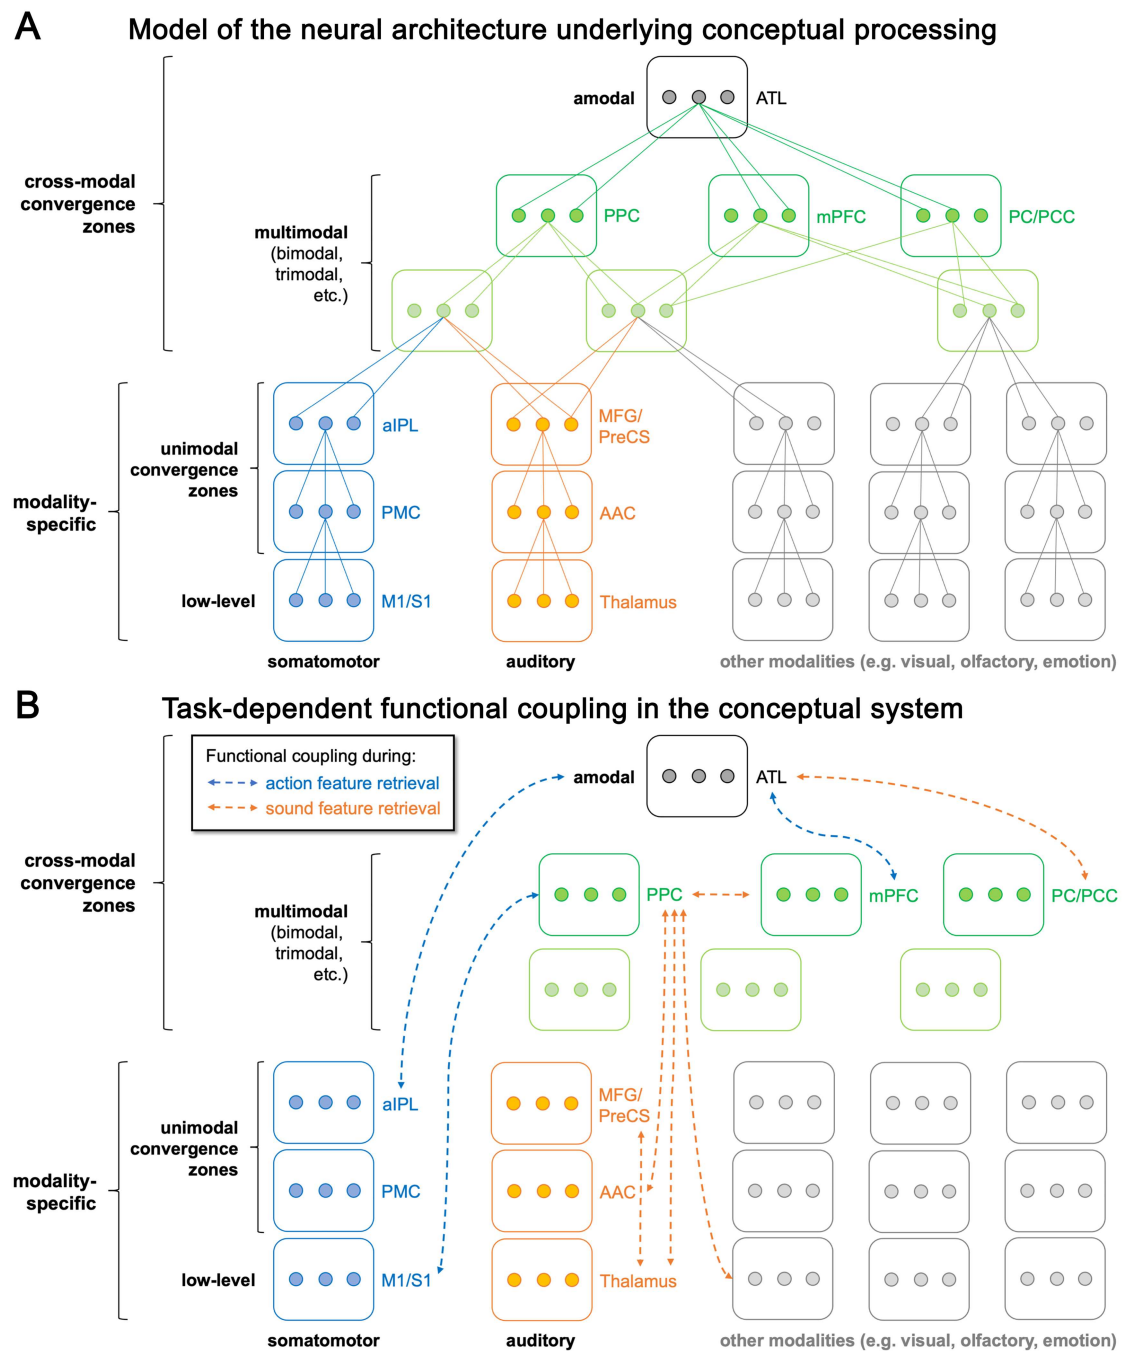 A
Model of the neural architecture underlying conceptual processing
amodal
ATL
cross-modal
convergence
zones
multimodal
(bimodal,
trimodal,
etc.)
PPC
mPFC
PC/PCC
modality-
specific
unimodal
convergence
zones
low-level
aIPL
PMC
M1/S1
MFG/
PreCS
AAC
Thalamus
somatomotor
auditory
other modalities (e.g. visual, olfactory, emotion)
B
Task-dependent functional coupling in the conceptual system
Functional coupling during:
action feature retrieval
sound feature retrieval
amodal
ATL
cross-modal
convergence
zones
multimodal
(bimodal,
trimodal,
etc.)
PPC
mPFC
PC/PCC
modality-
specific
unimodal
convergence
zones
low-level
aIPL
PMC
M1/S1
MFG/
PreCS
AAC
Thalamus
somatomotor
auditory
other modalities (e.g. visual, olfactory, emotion)